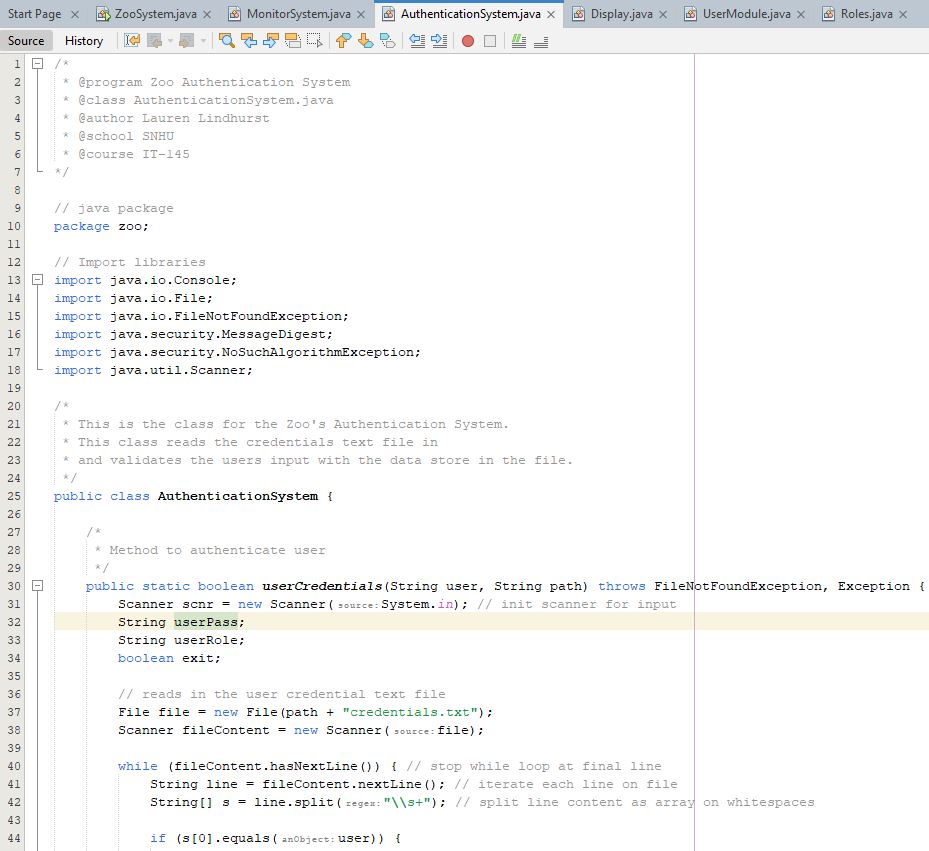 Start Page ZooSystem.java MonitorSystem.java AuthenticationSystem.java Display.java UserModule.java Roles.java
Source History
1 /*
2 * @program Zoo Authentication System
3 * @class AuthenticationSystem.java
4 * @author Lauren Lindhurst
5 * @school SNHU
6 * @course IT-145
7 */
8
9 // java package
10 package zoo;
11
12 // Import libraries
13 import java.io.Console;
14 import java.io.File;
15 import java.io.FileNotFoundException;
16 import java.security.MessageDigest;
17 import java.security.NoSuchAlgorithmException;
18 import java.util.Scanner;
19
20 /*
21 * This is the class for the Zoo's Authentication System.
22 * This class reads the credentials text file in
23 * and validates the users input with the data store in the file.
24 */
25 public class AuthenticationSystem {
26
27 /*
28 * Method to authenticate user
29 */
30 public static boolean userCredentials(String user, String path) throws FileNotFoundException, Exception {
31 Scanner scnr = new Scanner(source:System.in); // init scanner for input
32 String userPass;
33 String userRole;
34 boolean exit;
35
36 // reads in the user credential text file
37 File file = new File(path + "credentials.txt");
38 Scanner fileContent = new Scanner(source:file);
39
40 while (fileContent.hasNextLine()) { // stop while loop at final line
41 String line = fileContent.nextLine(); // iterate each line on file
42 String[] s = line.split(regex:"\\s+"); // split line content as array on whitespaces
43
44 if (s[0].equals(anObject:user)) {